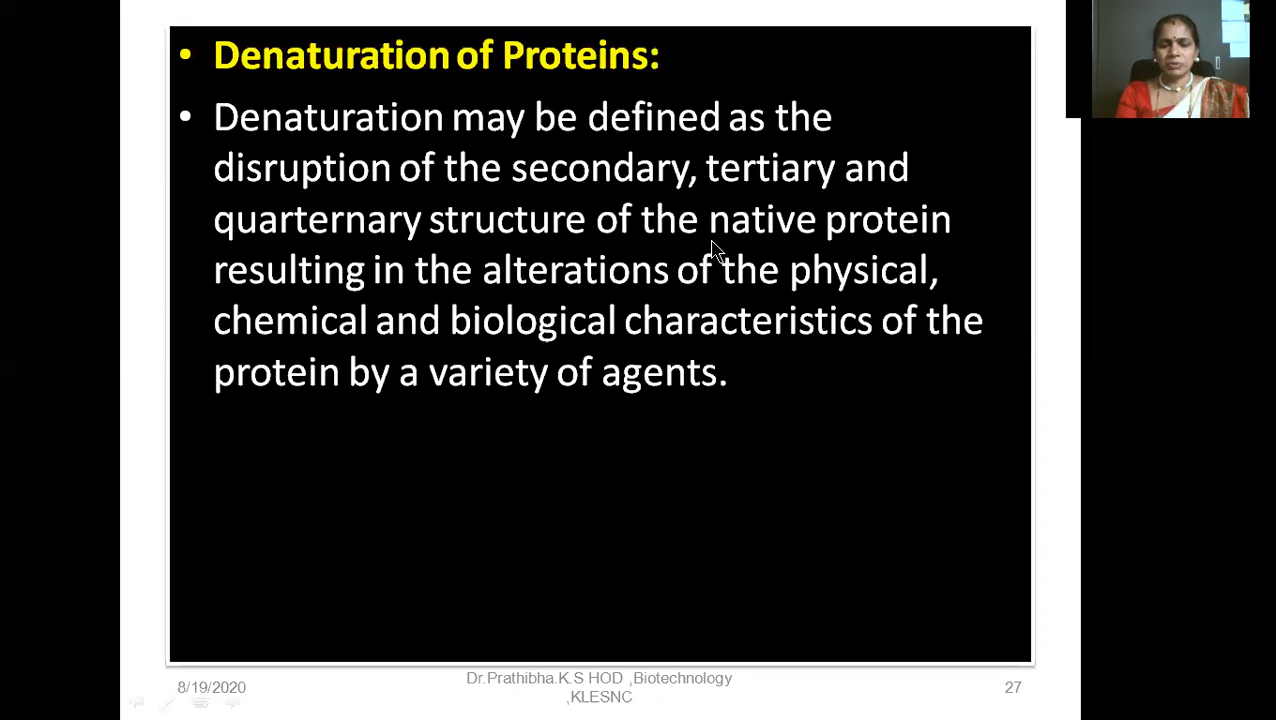 • Denaturation of Proteins:
• Denaturation may be defined as the
disruption of the secondary, tertiary and
quarternary structure of the native protein
resulting in the alterations of the physical,
chemical and biological characteristics of the
protein by a variety of agents.
8/19/2020
Dr.Prathibha.K.S HOD ,Biotechnology
,KLESNC
27